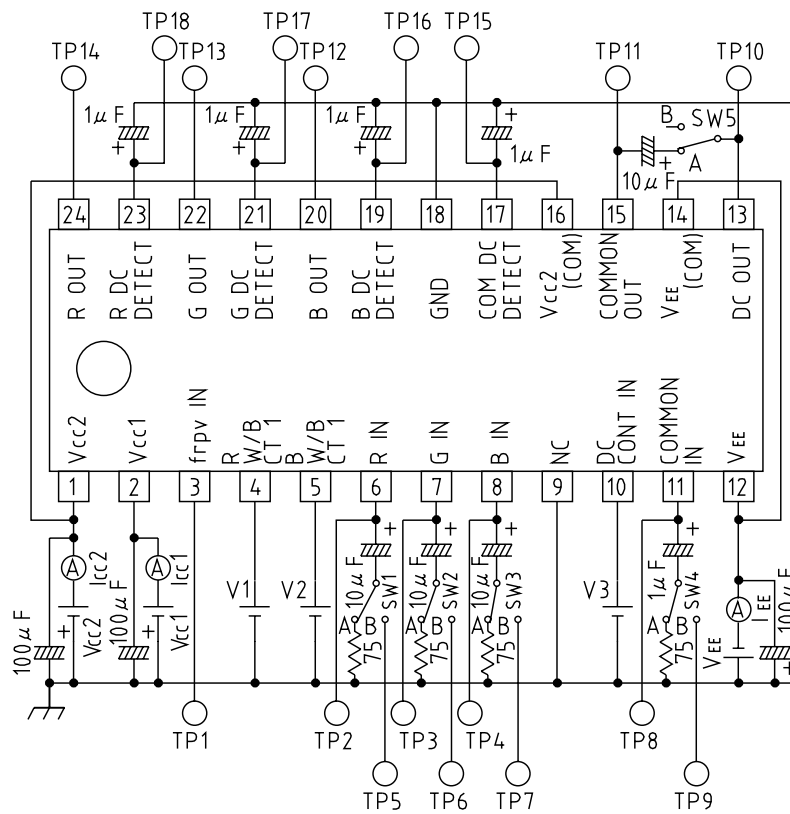 TP18 TP17 TP16 TP15
TP14 TP13 TP12 TP11 TP10
1μF + 1μF + 1μF + + 1μF
B SW5
A
+
10μF
24 23 22 21 20 19 18 17 16 15 14 13
R OUT
R DC
DETECT
G OUT
G DC
DETECT
B OUT
B DC
DETECT
GND
COM DC
DETECT
Vcc2
(COM)
COMMON
OUT
VEE
(COM)
DC OUT
Vcc2
Vcc1
frpv IN
R
W/B
CT 1
B
W/B
CT 1
R IN
G IN
B IN
NC
DC
CONT IN
COMMON
IN
VEE
1 2 3 4 5 6 7 8 9 10 11 12
100μF
+
A
Icc2
+
Vcc2
100μF
A
Icc1
+
Vcc1
V1
V2
+
10μF
SW1
A B
75
+
10μF
SW2
A B
75
+
10μF
SW3
A B
75
V3
+
1μF
SW4
A B
75
A
IEE
VEE
100μF
+
TP1 TP2 TP3 TP4 TP8
TP5 TP6 TP7 TP9